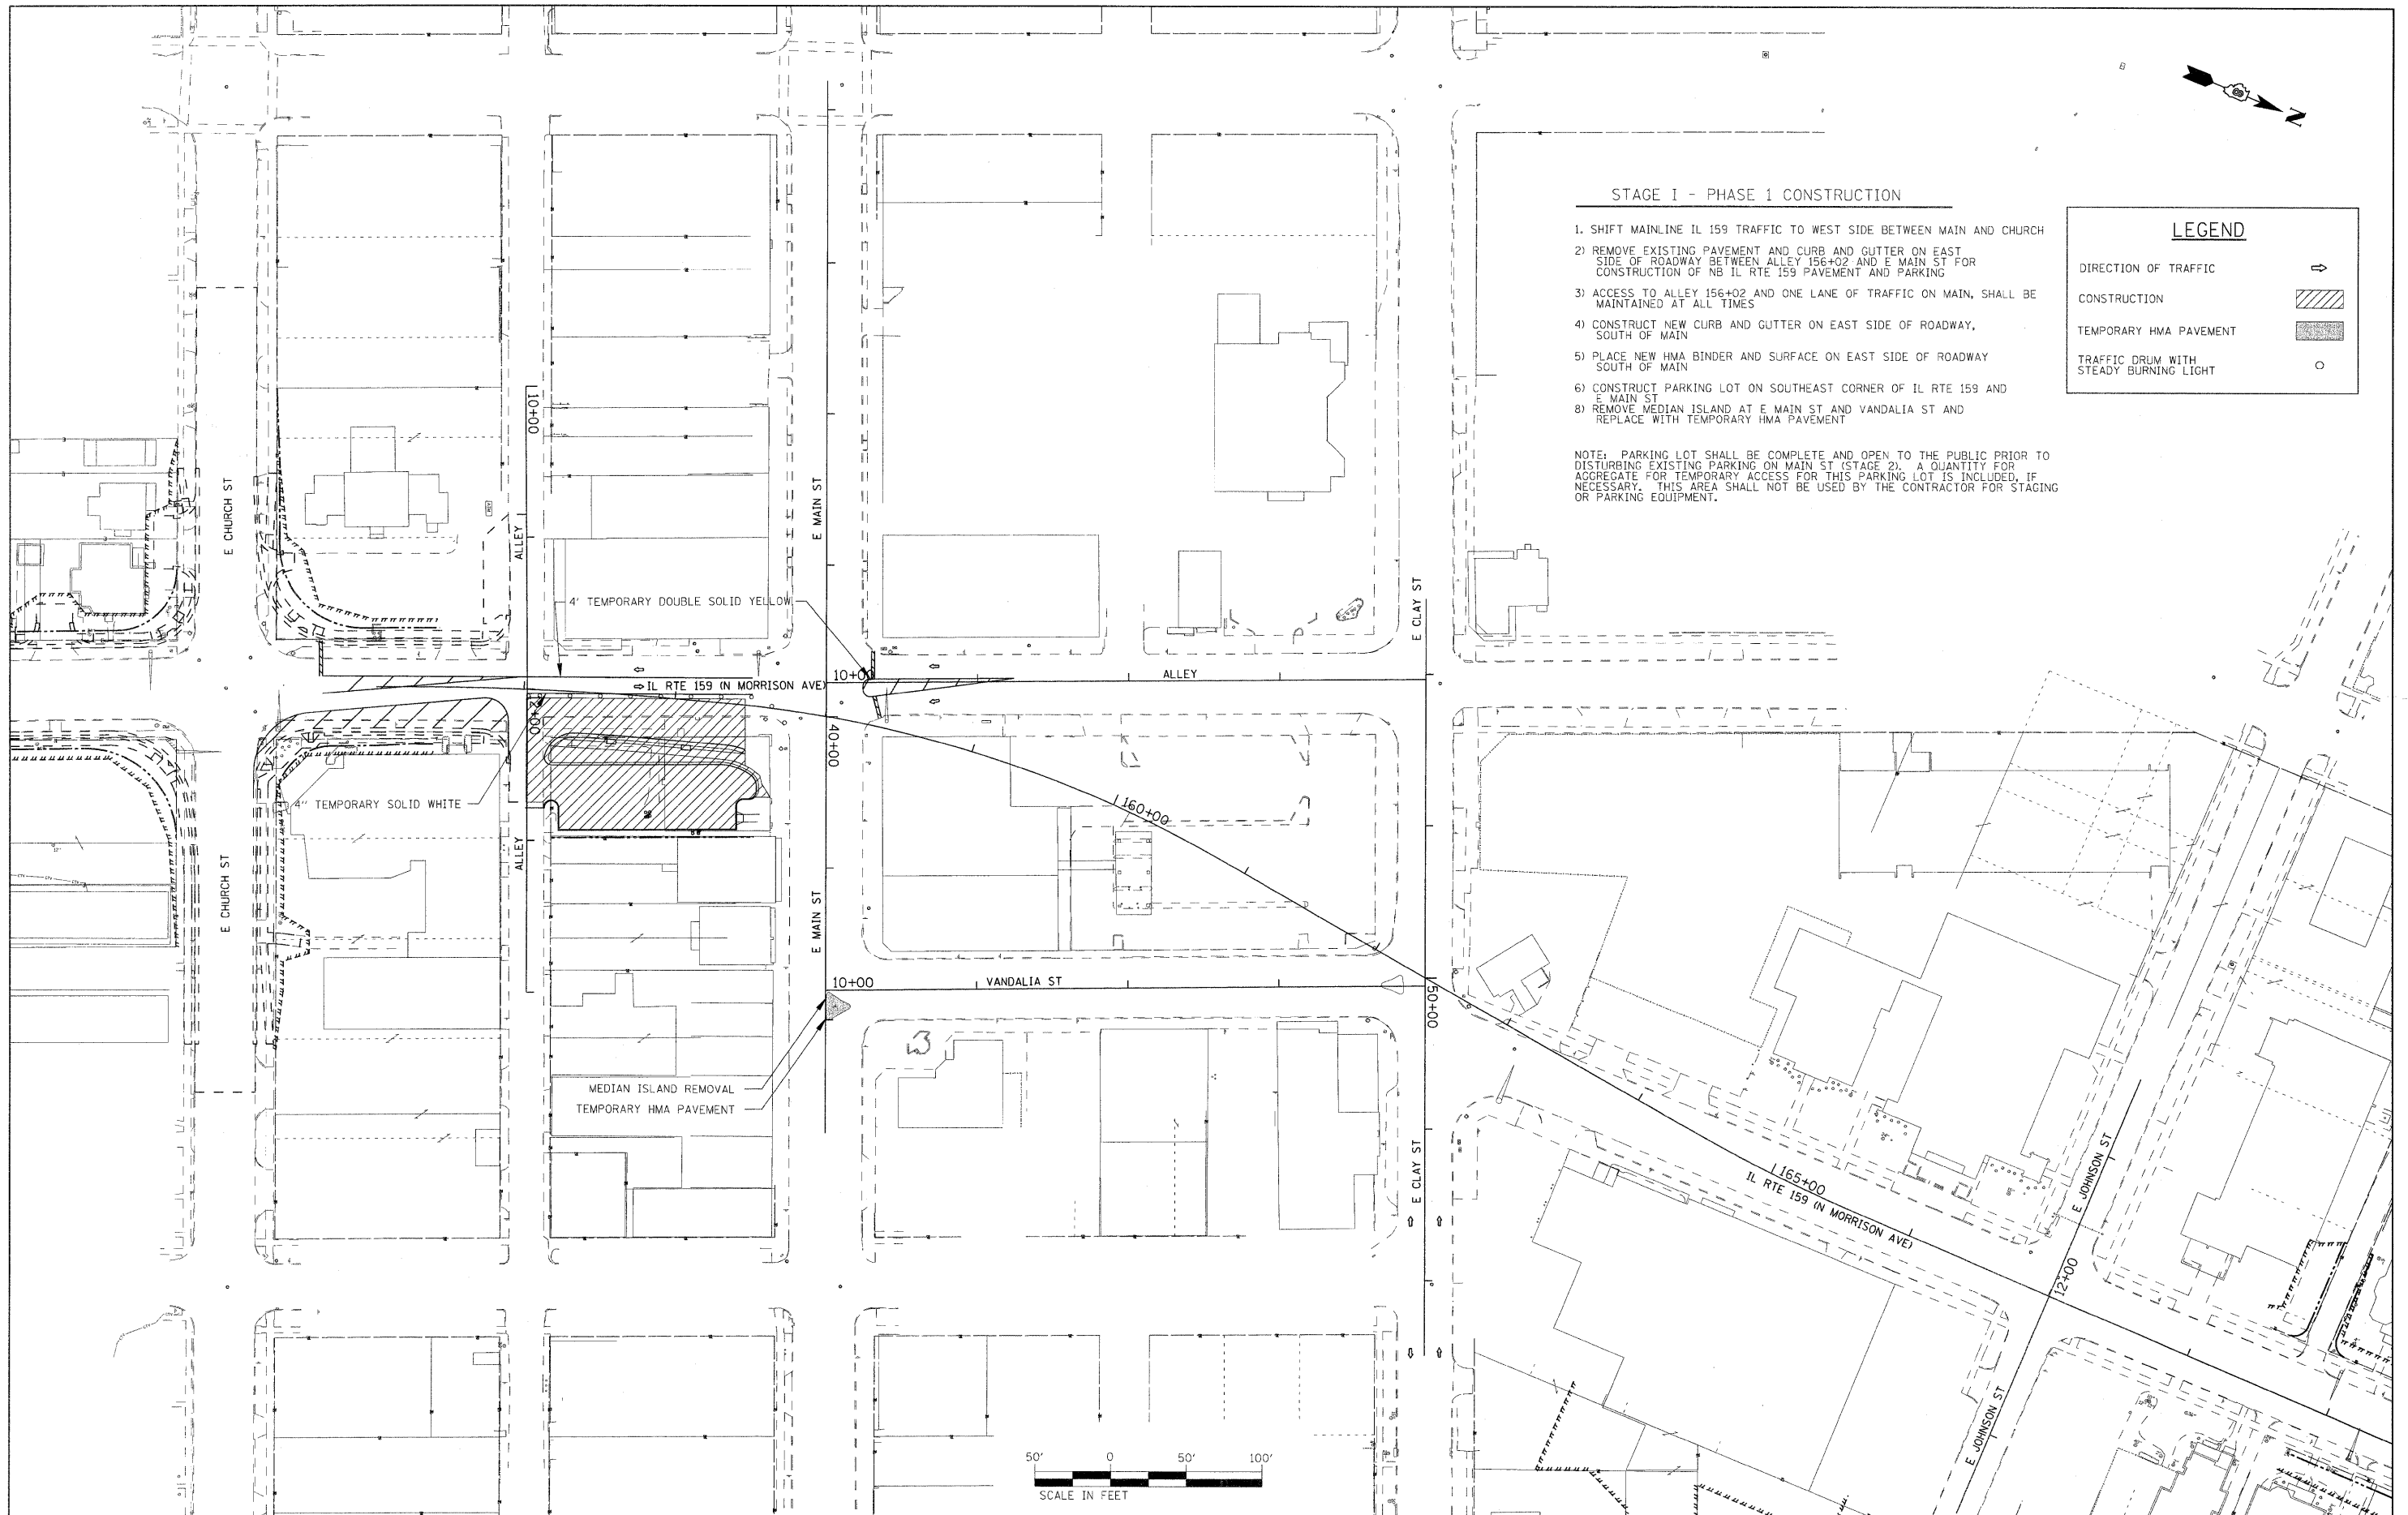 N
STAGE I - PHASE 1 CONSTRUCTION
1. SHIFT MAINLINE IL 159 TRAFFIC TO WEST SIDE BETWEEN MAIN AND CHURCH
2) REMOVE EXISTING PAVEMENT AND CURB AND GUTTER ON EAST
SIDE OF ROADWAY BETWEEN ALLEY 156+02 AND E MAIN ST FOR
CONSTRUCTION OF NB IL RTE 159 PAVEMENT AND PARKING
3) ACCESS TO ALLEY 156+02 AND ONE LANE OF TRAFFIC ON MAIN, SHALL BE
MAINTAINED AT ALL TIMES
4) CONSTRUCT NEW CURB AND GUTTER ON EAST SIDE OF ROADWAY,
SOUTH OF MAIN
5) PLACE NEW HMA BINDER AND SURFACE ON EAST SIDE OF ROADWAY
SOUTH OF MAIN
6) CONSTRUCT PARKING LOT ON SOUTHEAST CORNER OF IL RTE 159 AND
E MAIN ST
8) REMOVE MEDIAN ISLAND AT E MAIN ST AND VANDALIA ST AND
REPLACE WITH TEMPORARY HMA PAVEMENT
NOTE: PARKING LOT SHALL BE COMPLETE AND OPEN TO THE PUBLIC PRIOR TO
DISTURBING EXISTING PARKING ON MAIN ST (STAGE 2). A QUANTITY FOR
AGGREGATE FOR TEMPORARY ACCESS FOR THIS PARKING LOT IS INCLUDED, IF
NECESSARY. THIS AREA SHALL NOT BE USED BY THE CONTRACTOR FOR STAGING
OR PARKING EQUIPMENT.
LEGEND
DIRECTION OF TRAFFIC
CONSTRUCTION
TEMPORARY HMA PAVEMENT
TRAFFIC DRUM WITH
STEADY BURNING LIGHT
10+00
E CHURCH ST
ALLEY
E MAIN ST
E CLAY ST
4' TEMPORARY DOUBLE SOLID YELLOW
IL RTE 159 (N MORRISON AVE)
10+00
ALLEY
12+00
40+00
4" TEMPORARY SOLID WHITE
160+00
E CHURCH ST
ALLEY
E MAIN ST
10+00
VANDALIA ST
50+00
MEDIAN ISLAND REMOVAL
TEMPORARY HMA PAVEMENT
E CLAY ST
165+00
IL RTE 159 (N MORRISON AVE)
E JOHNSON ST
12+00
E JOHNSON ST
50' 0 50' 100'
SCALE IN FEET